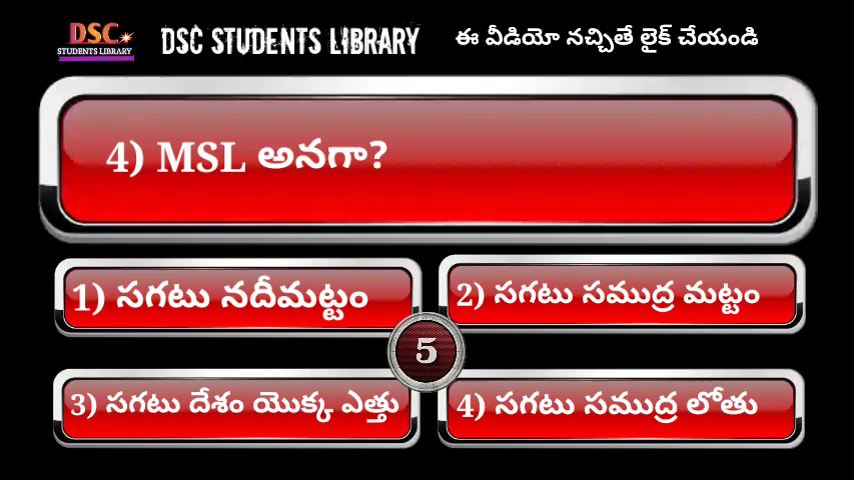 DSC
STUDENTS LIBRARY
DSC STUDENTS LIBRARY
ఈ వీడియో నచ్చితే లైక్ చేయండి
4) MSL అనగా?
1) సగటు నదీమట్టం
2) సగటు సముద్ర మట్టం
5
3) సగటు దేశం యొక్క ఎత్తు
4) సగటు సముద్ర లోతు